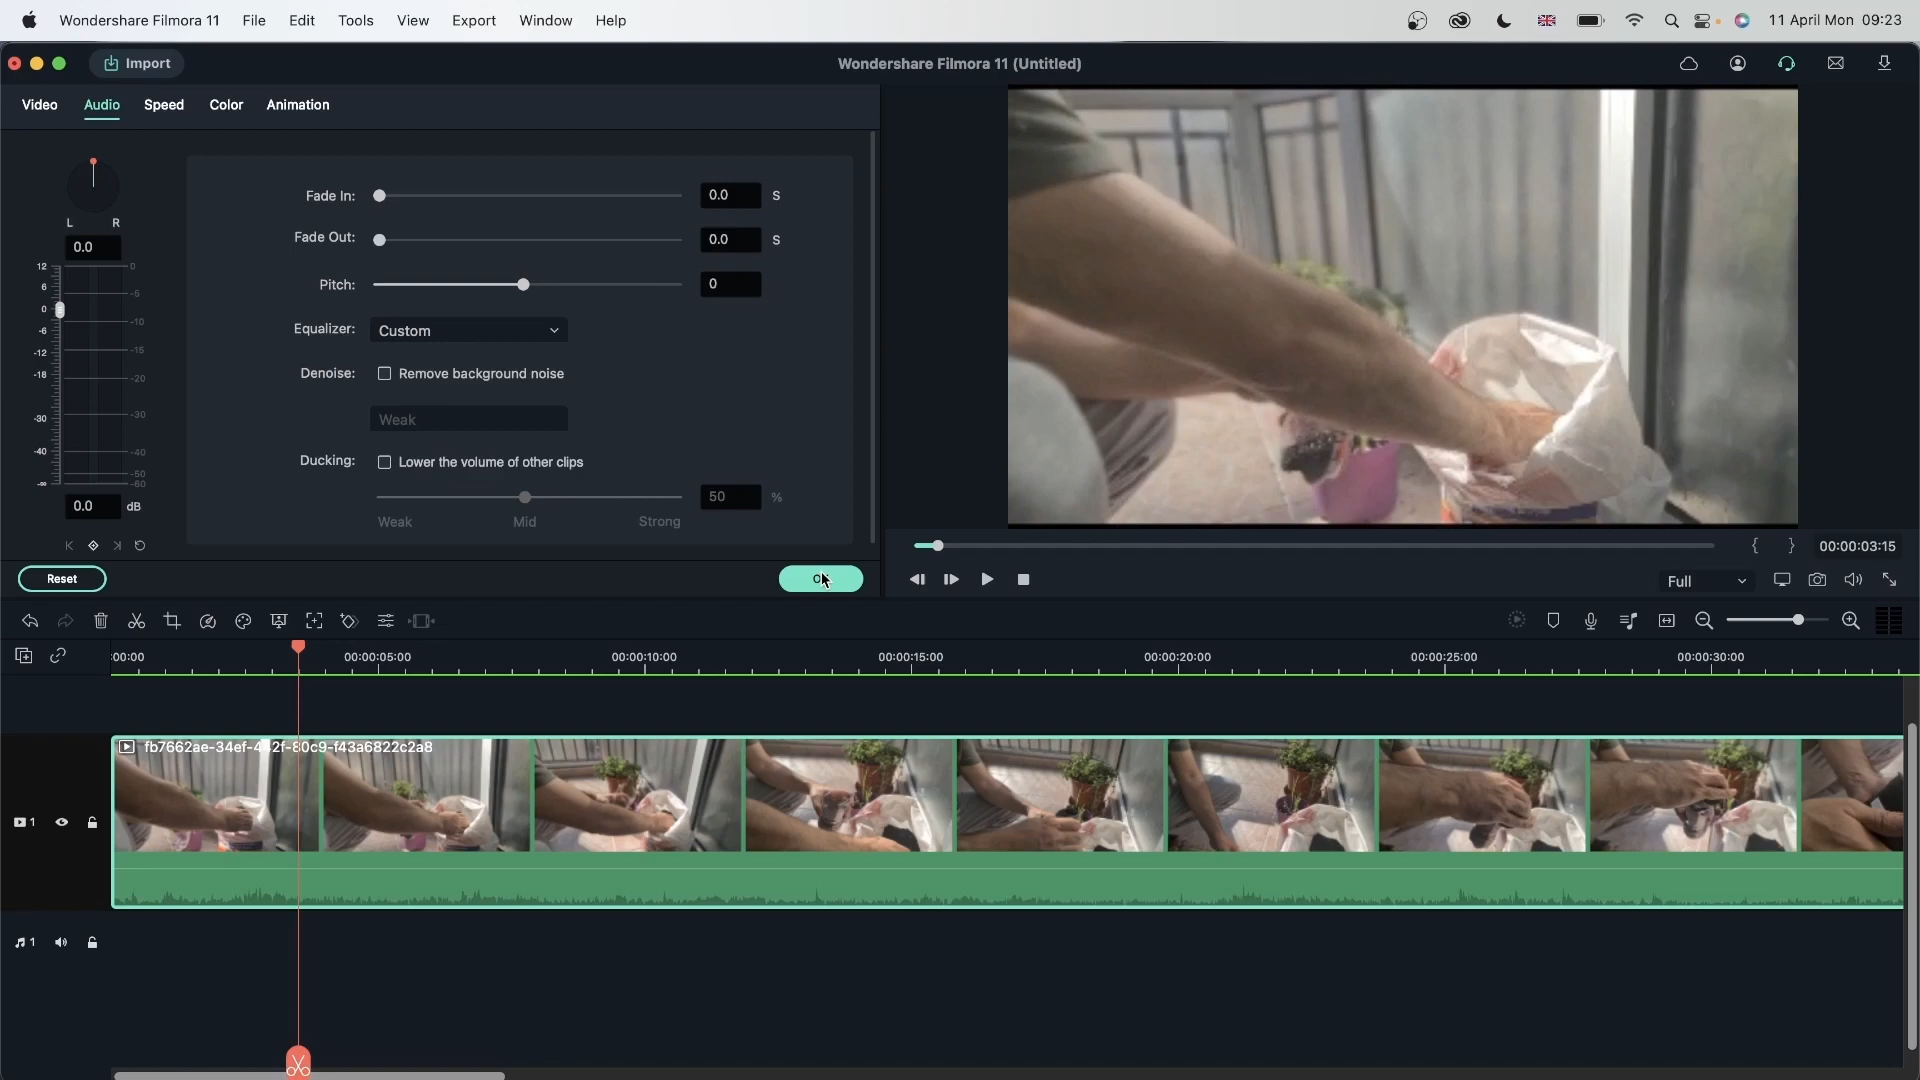 Wondershare Filmora 11 File Edit Tools View Export Window Help 11 April Mon 09:23
Import Wondershare Filmora 11 (Untitled)
Video Audio Speed Color Animation
L R
0.0
12 6 0 -6 -12 -18 -30 -40 -∞
0 -5 -10 -15 -20 -30 -40 -50 -60
0.0 dB
Fade In: 0.0 S
Fade Out: 0.0 S
Pitch: 0
Equalizer: Custom
Denoise: Remove background noise
Weak
Ducking: Lower the volume of other clips
50 %
Weak Mid Strong
Reset
{ } 00:00:03:15
Full
:00:00 00:00:05:00 00:00:10:00 00:00:15:00 00:00:20:00 00:00:25:00 00:00:30:00
fb7662ae-34ef-442f-80c9-f43a6822c2a8
1
1